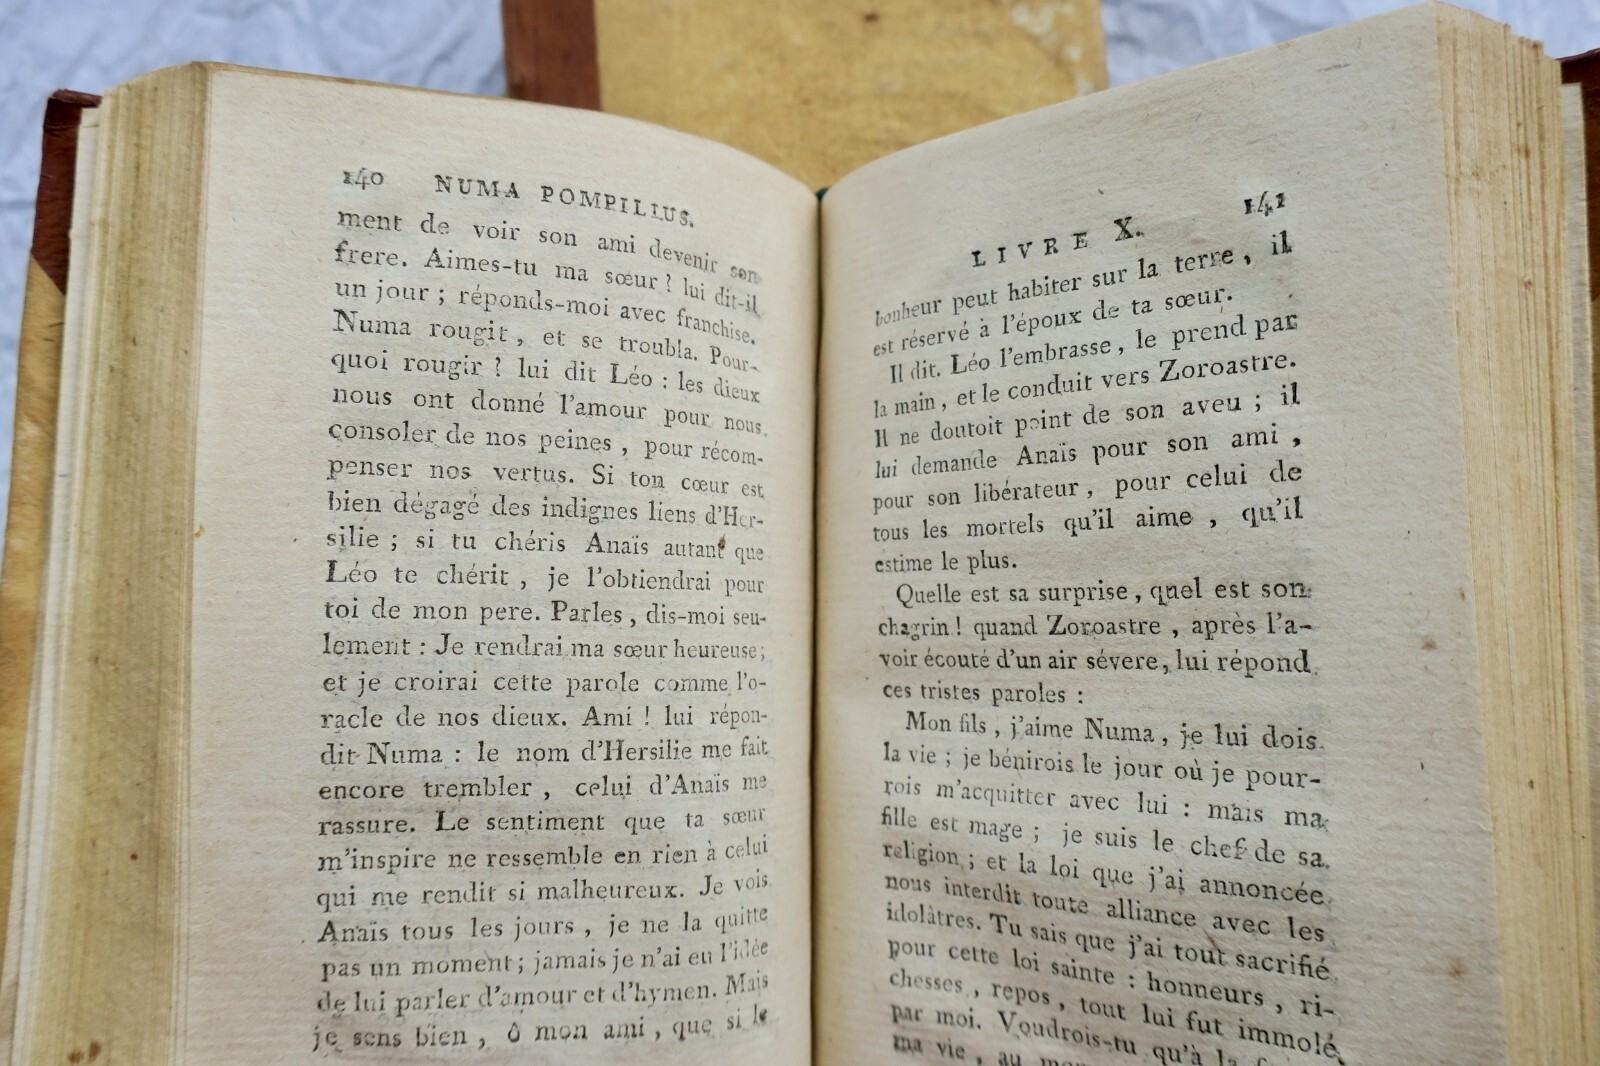 140 NUMA POMPILIUS.
ment de voir son ami devenir son
frere. Aimes-tu ma sœur ? lui dit-il
un jour ; réponds-moi avec franchise.
Numa rougit, et se troubla. Pour-
quoi rougir ? lui dit Léo : les dieux
nous ont donné l'amour pour nous
consoler de nos peines, pour récom-
penser nos vertus. Si ton cœur est
bien dégagé des indignes liens d'Her-
silie ; si tu chéris Anaïs autant que
Léo te chérit, je l'obtiendrai pour
toi de mon pere. Parles, dis-moi seu-
lement : Je rendrai ma sœur heureuse ;
et je croirai cette parole comme l'o-
racle de nos dieux. Ami ! lui répon-
dit Numa : le nom d'Hersilie me fait
encore trembler, celui d'Anaïs me
rassure. Le sentiment que ta sœur
m'inspire ne ressemble en rien à celui
qui me rendit si malheureux. Je vois
Anaïs tous les jours, je ne la quitte
pas un moment ; jamais je n'ai eu l'idée
de lui parler d'amour et d'hymen. Mais
je sens bien, ô mon ami, que si le
LIVRE X. 141
bonheur peut habiter sur la terre, il
est réservé à l'époux de ta sœur.
Il dit. Léo l'embrasse, le prend par
la main, et le conduit vers Zoroastre.
Il ne doutoit point de son aveu ; il
lui demande Anaïs pour son ami,
pour son libérateur, pour celui de
tous les mortels qu'il aime, qu'il
estime le plus.
Quelle est sa surprise, quel est son
chagrin ! quand Zoroastre, après l'a-
voir écouté d'un air sévere, lui répond
ces tristes paroles :
Mon fils, j'aime Numa, je lui dois
la vie ; je bénirois le jour où je pour-
rois m'acquitter avec lui : mais ma
fille est mage ; je suis le chef de sa
religion ; et la loi que j'ai annoncée
nous interdit toute alliance avec les
idolâtres. Tu sais que j'ai tout sacrifié
pour cette loi sainte : honneurs, ri-
chesses, repos, tout lui fut immolé
par moi. Voudrois-tu qu'à la
ma vie, au